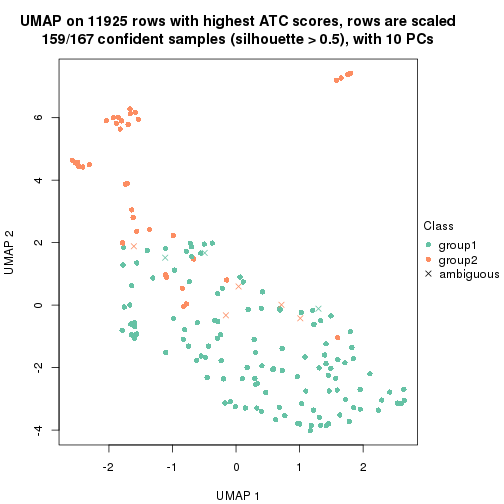 UMAP on 11925 rows with highest ATC scores, rows are scaled
159/167 confident samples (silhouette > 0.5), with 10 PCs
6
4
2
0
-2
-4
UMAP 2
-2
-1
0
1
2
UMAP 1
Class
group1
group2
ambiguous